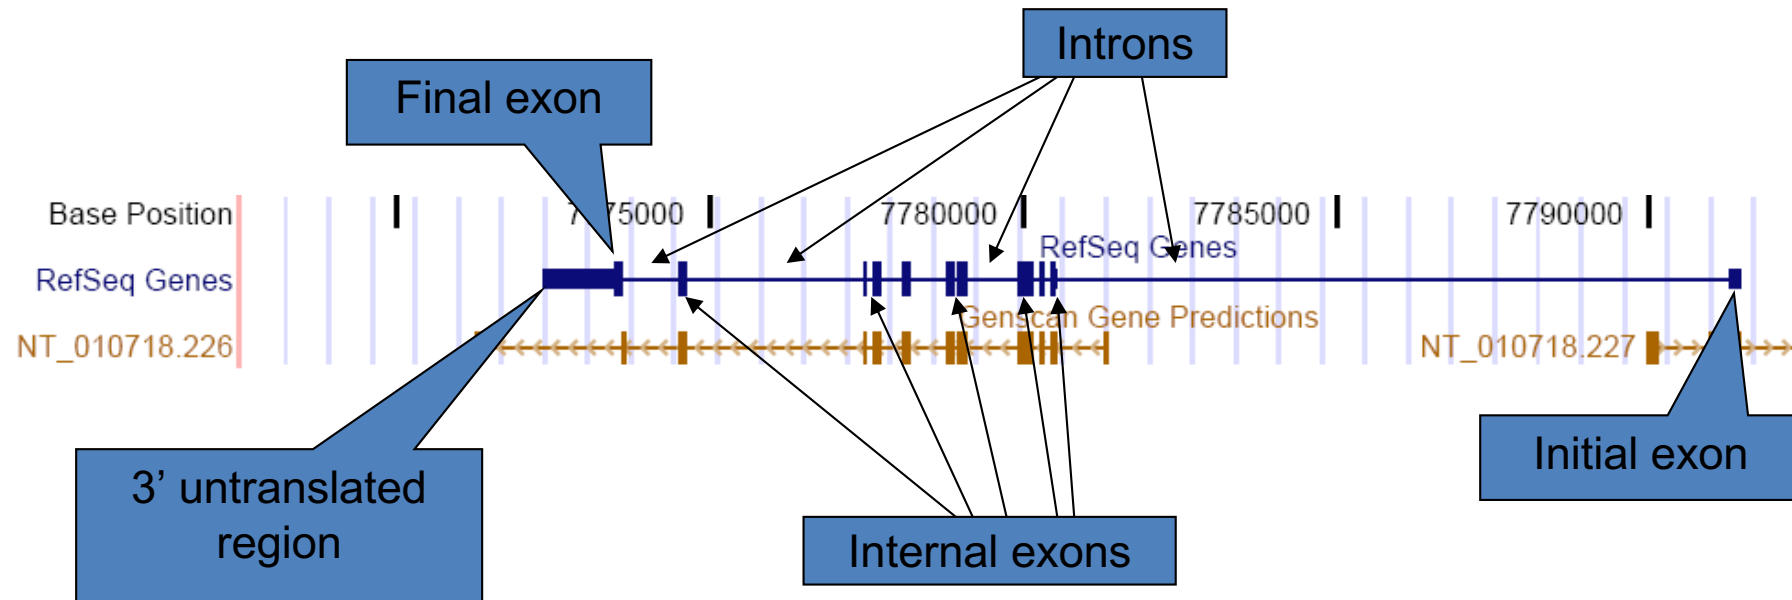 Introns
Final exon
Base Position 7775000 7780000 7785000 7790000
RefSeq Genes
RefSeq Genes
Genscan Gene Predictions
NT_010718.226 NT_010718.227
Initial exon
3’ untranslated
region
Internal exons